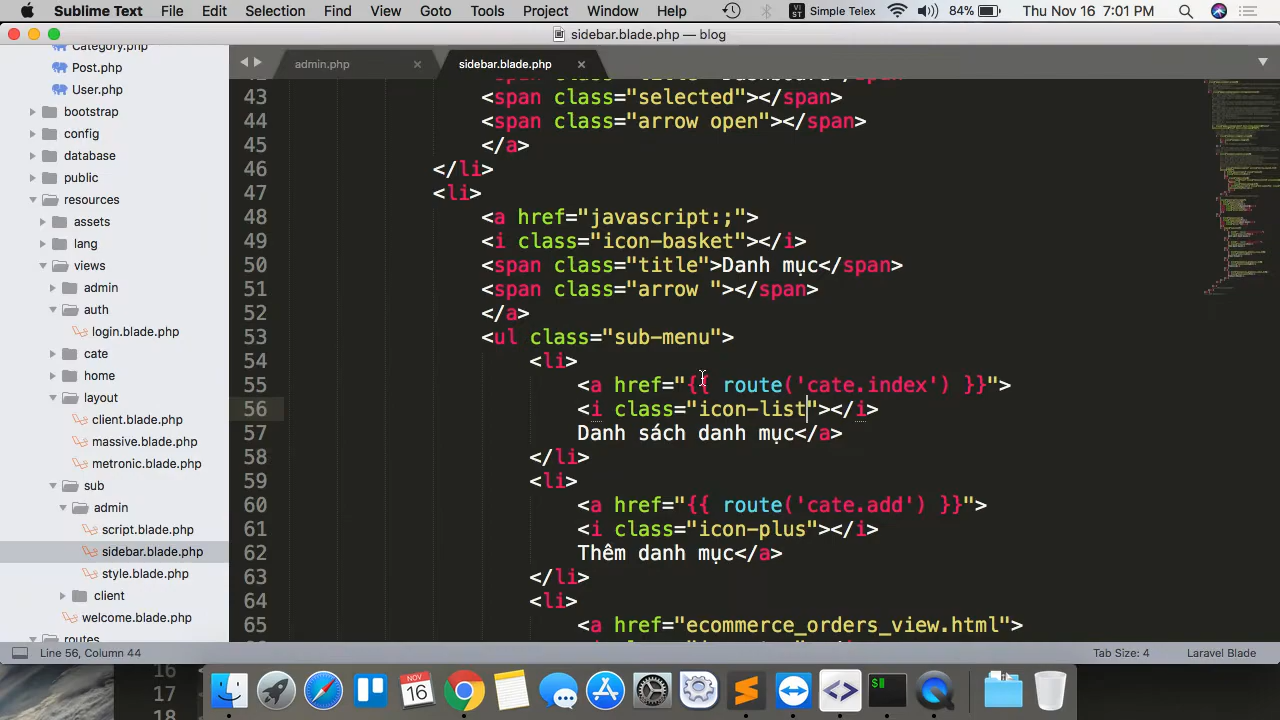 Sublime Text File Edit Selection Find View Goto Tools Project Window Help VI ST Simple Telex 84% Thu Nov 16 7:01 PM
sidebar.blade.php — blog
admin.php × sidebar.blade.php ×
Category.php
Post.php
User.php
bootstrap
config
database
public
resources
assets
lang
views
admin
auth
login.blade.php
cate
home
layout
client.blade.php
massive.blade.php
metronic.blade.php
sub
admin
script.blade.php
sidebar.blade.php
style.blade.php
client
welcome.blade.php
routes
43 <span class="selected"></span>
44 <span class="arrow open"></span>
45 </a>
46 </li>
47 <li>
48 <a href="javascript:;">
49 <i class="icon-basket"></i>
50 <span class="title">Danh mục</span>
51 <span class="arrow "></span>
52 </a>
53 <ul class="sub-menu">
54 <li>
55 <a href="{{ route('cate.index') }}">
56 <i class="icon-list"></i>
57 Danh sách danh mục</a>
58 </li>
59 <li>
60 <a href="{{ route('cate.add') }}">
61 <i class="icon-plus"></i>
62 Thêm danh mục</a>
63 </li>
64 <li>
65 <a href="ecommerce_orders_view.html">
Line 56, Column 44 Tab Size: 4 Laravel Blade
16
17
18
NOV
16